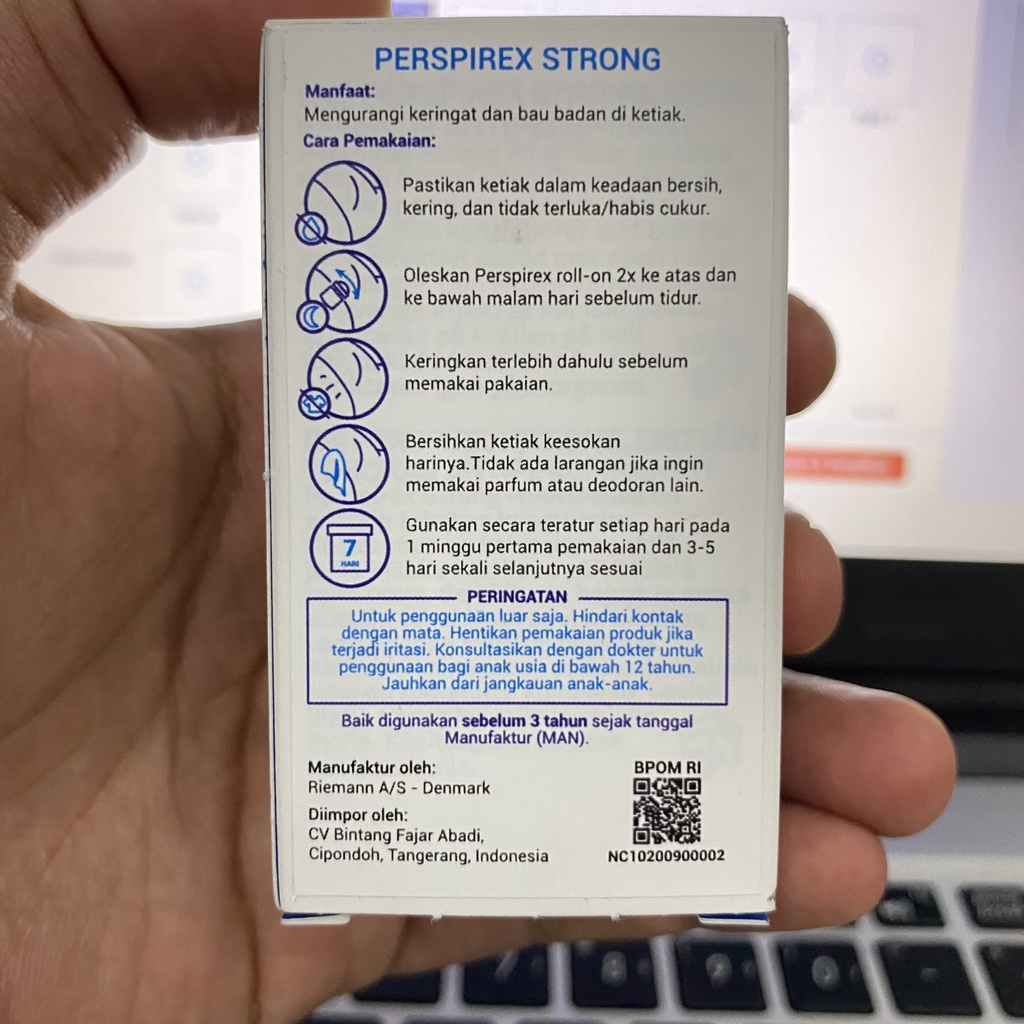 PERSPIREX STRONG
Manfaat:
Mengurangi keringat dan bau badan di ketiak.
Cara Pemakaian:
Pastikan ketiak dalam keadaan bersih,
kering, dan tidak terluka/habis cukur.
Oleskan Perspirex roll-on 2x ke atas dan
ke bawah malam hari sebelum tidur.
Keringkan terlebih dahulu sebelum
memakai pakaian.
Bersihkan ketiak keesokan
harinya.Tidak ada larangan jika ingin
memakai parfum atau deodoran lain.
7
HARI
Gunakan secara teratur setiap hari pada
1 minggu pertama pemakaian dan 3-5
hari sekali selanjutnya sesuai
PERINGATAN
Untuk penggunaan luar saja. Hindari kontak
dengan mata. Hentikan pemakaian produk jika
terjadi iritasi. Konsultasikan dengan dokter untuk
penggunaan bagi anak usia di bawah 12 tahun.
Jauhkan dari jangkauan anak-anak.
Baik digunakan sebelum 3 tahun sejak tanggal
Manufaktur (MAN).
Manufaktur oleh:
Riemann A/S - Denmark
Diimpor oleh:
CV Bintang Fajar Abadi,
Cipondoh, Tangerang, Indonesia
BPOM RI
NC10200900002
7
8
9
0